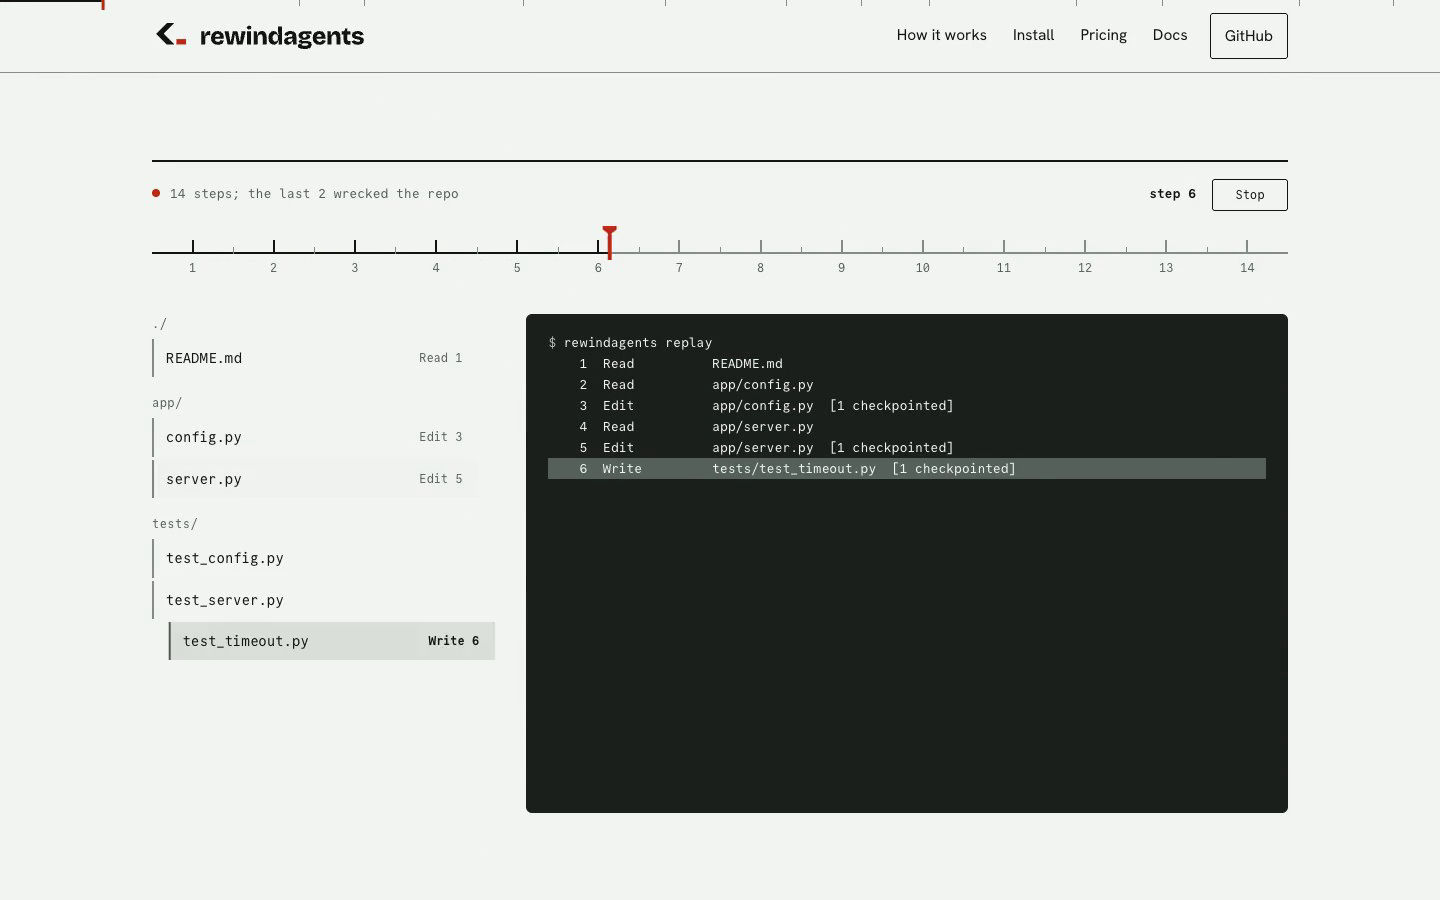 rewindagents
How it works Install Pricing Docs GitHub
14 steps; the last 2 wrecked the repo
step 6 Stop
1 2 3 4 5 6 7 8 9 10 11 12 13 14
./
README.md Read 1
app/
config.py Edit 3
server.py Edit 5
tests/
test_config.py
test_server.py
test_timeout.py Write 6
$ rewindagents replay
1 Read README.md
2 Read app/config.py
3 Edit app/config.py [1 checkpointed]
4 Read app/server.py
5 Edit app/server.py [1 checkpointed]
6 Write tests/test_timeout.py [1 checkpointed]